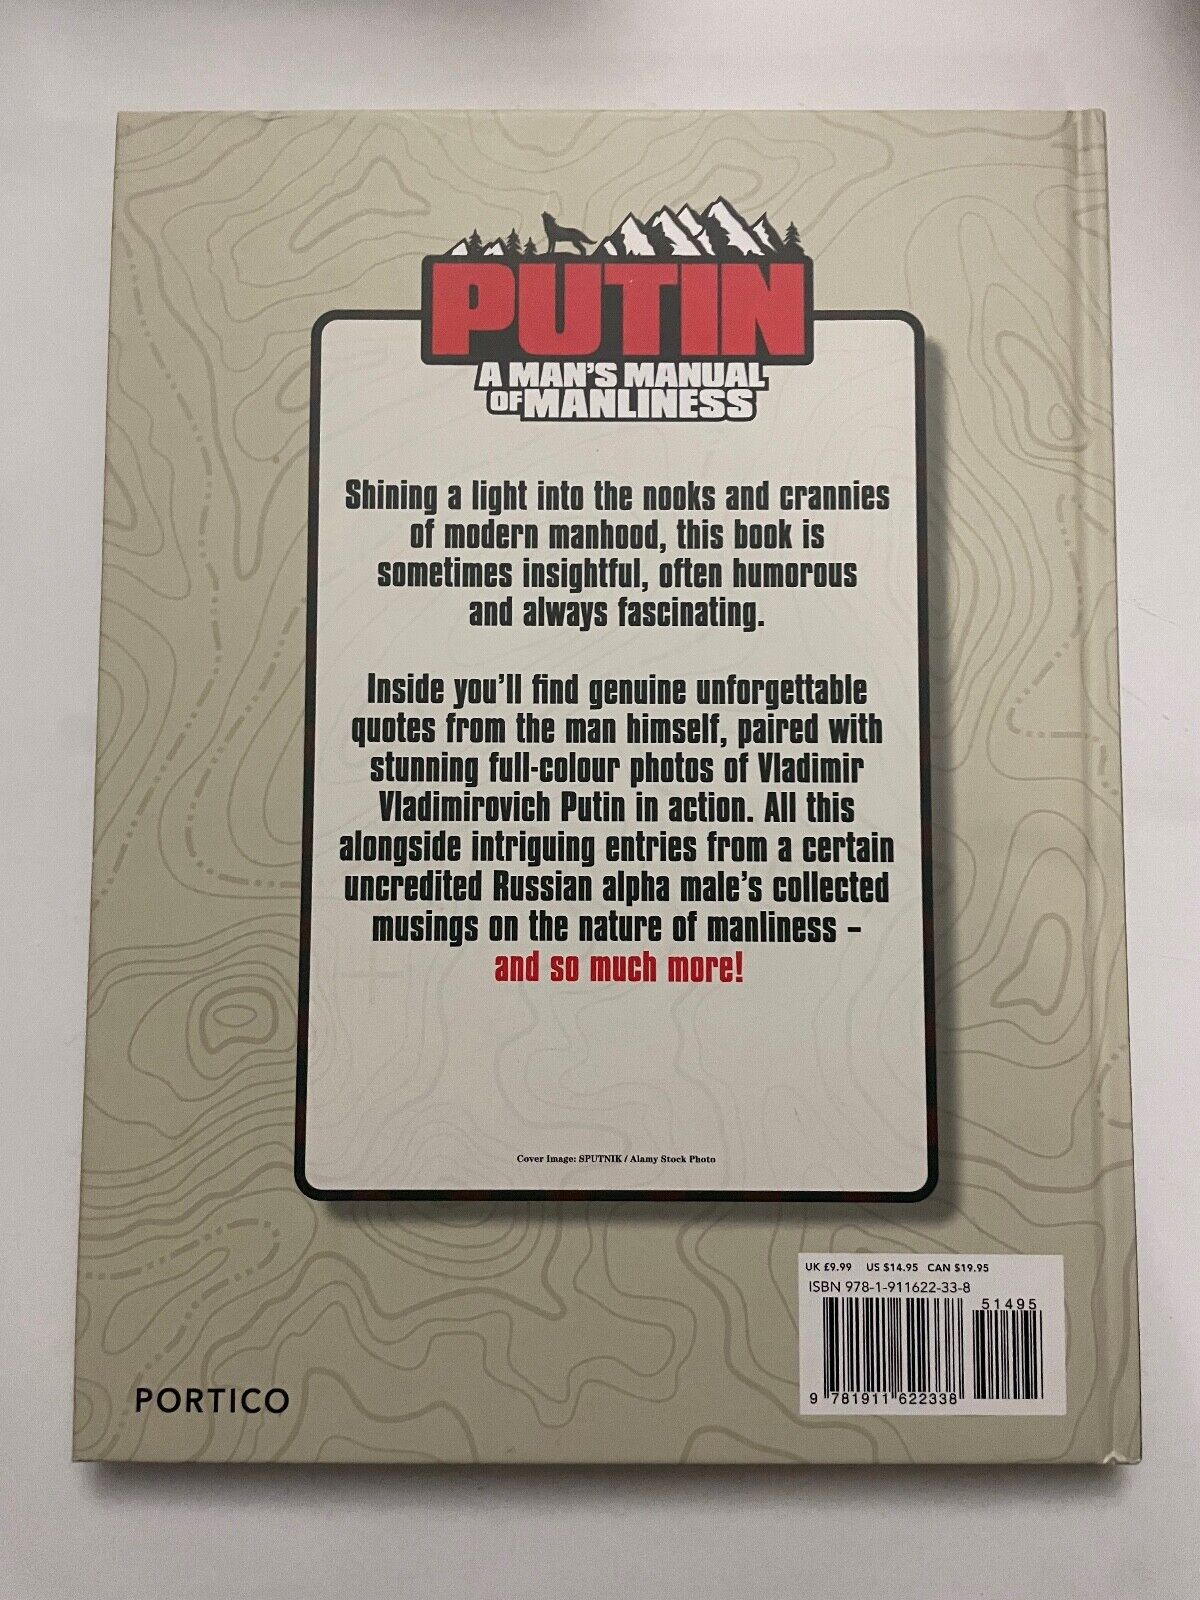 PUTIN
A MAN'S MANUAL
OF MANLINESS
Shining a light into the nooks and crannies
of modern manhood, this book is
sometimes insightful, often humorous
and always fascinating.
Inside you'll find genuine unforgettable
quotes from the man himself, paired with
stunning full-colour photos of Vladimir
Vladimirovich Putin in action. All this
alongside intriguing entries from a certain
uncredited Russian alpha male's collected
musings on the nature of manliness –
and so much more!
Cover Image: SPUTNIK / Alamy Stock Photo
UK £9.99 US $14.95 CAN $19.95
ISBN 978-1-911622-33-8
51495
9 781911 622338
PORTICO